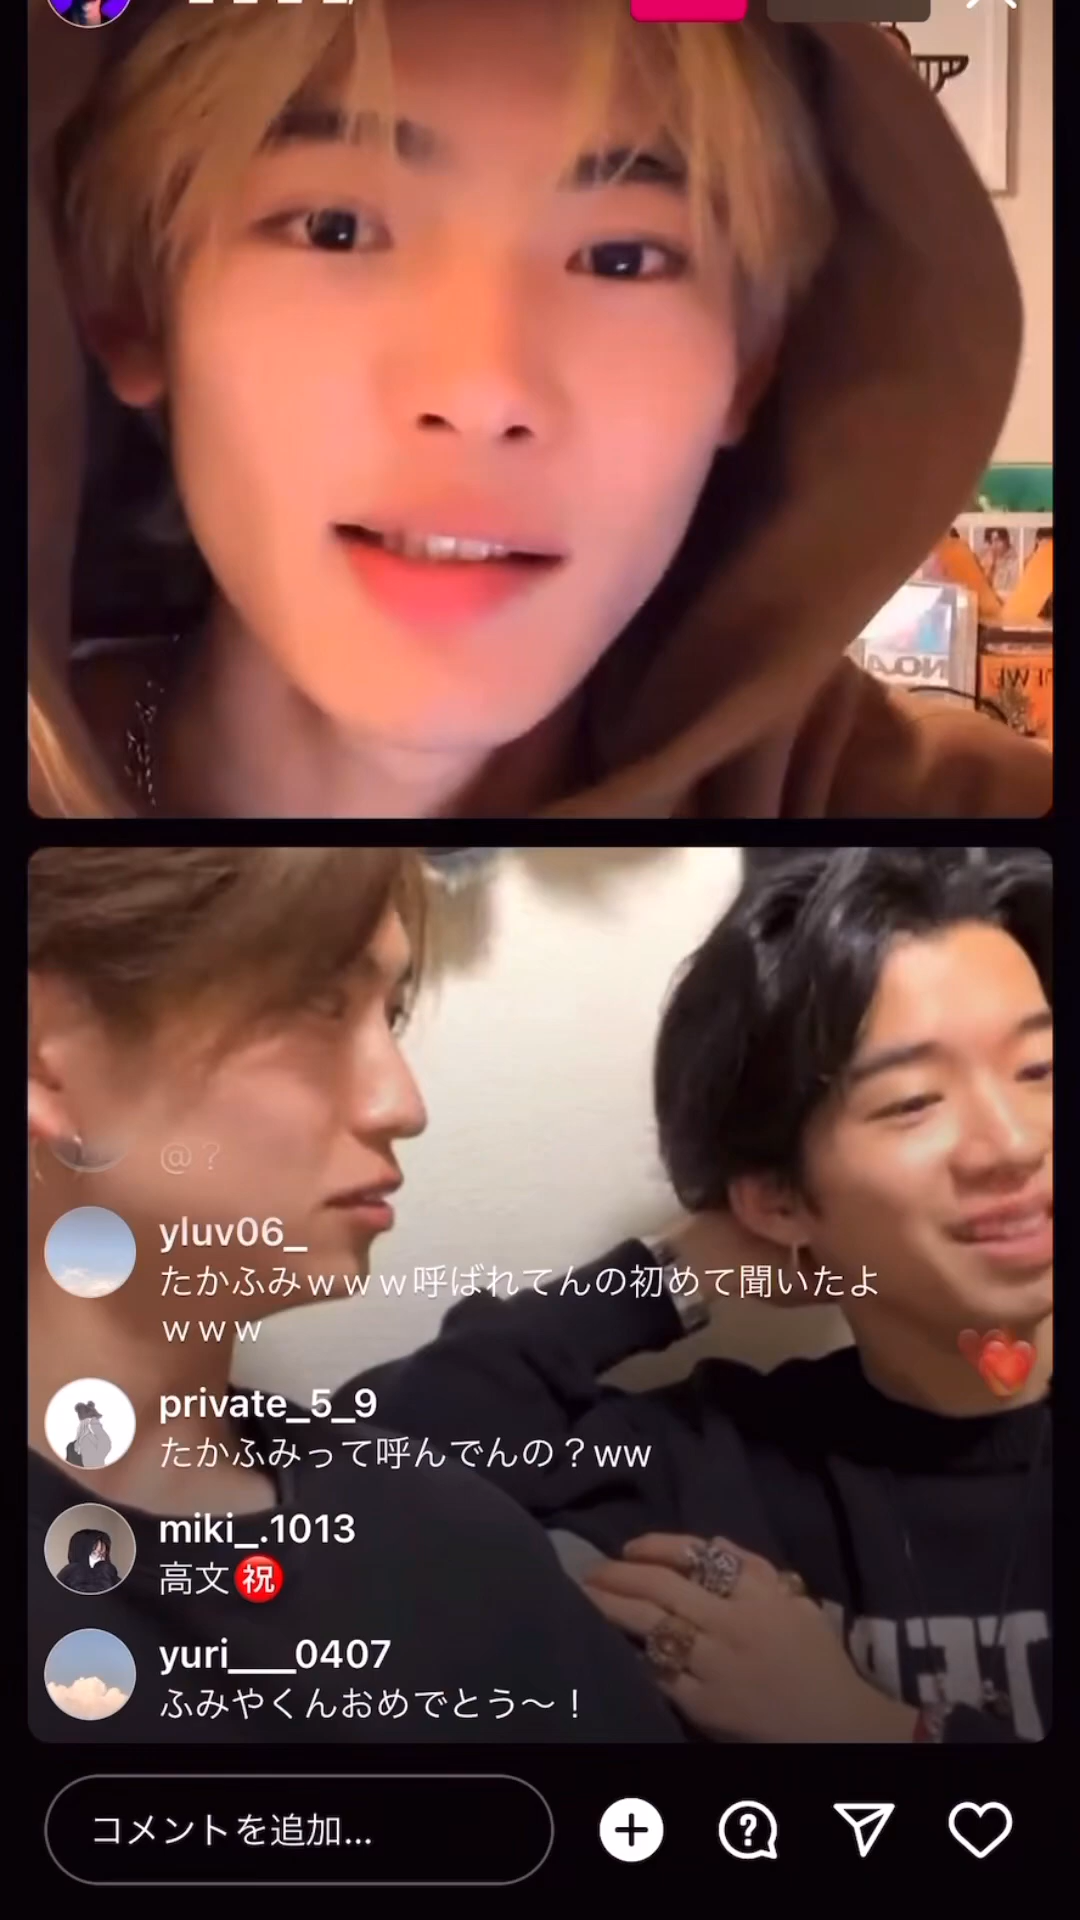 @？
yluv06_
たかふみｗｗｗ呼ばれてんの初めて聞いたよ
ｗｗｗ
private_5_9
たかふみって呼んでんの？ww
miki_.1013
高文㊗️
yuri___0407
ふみやくんおめでとう〜！
コメントを追加...